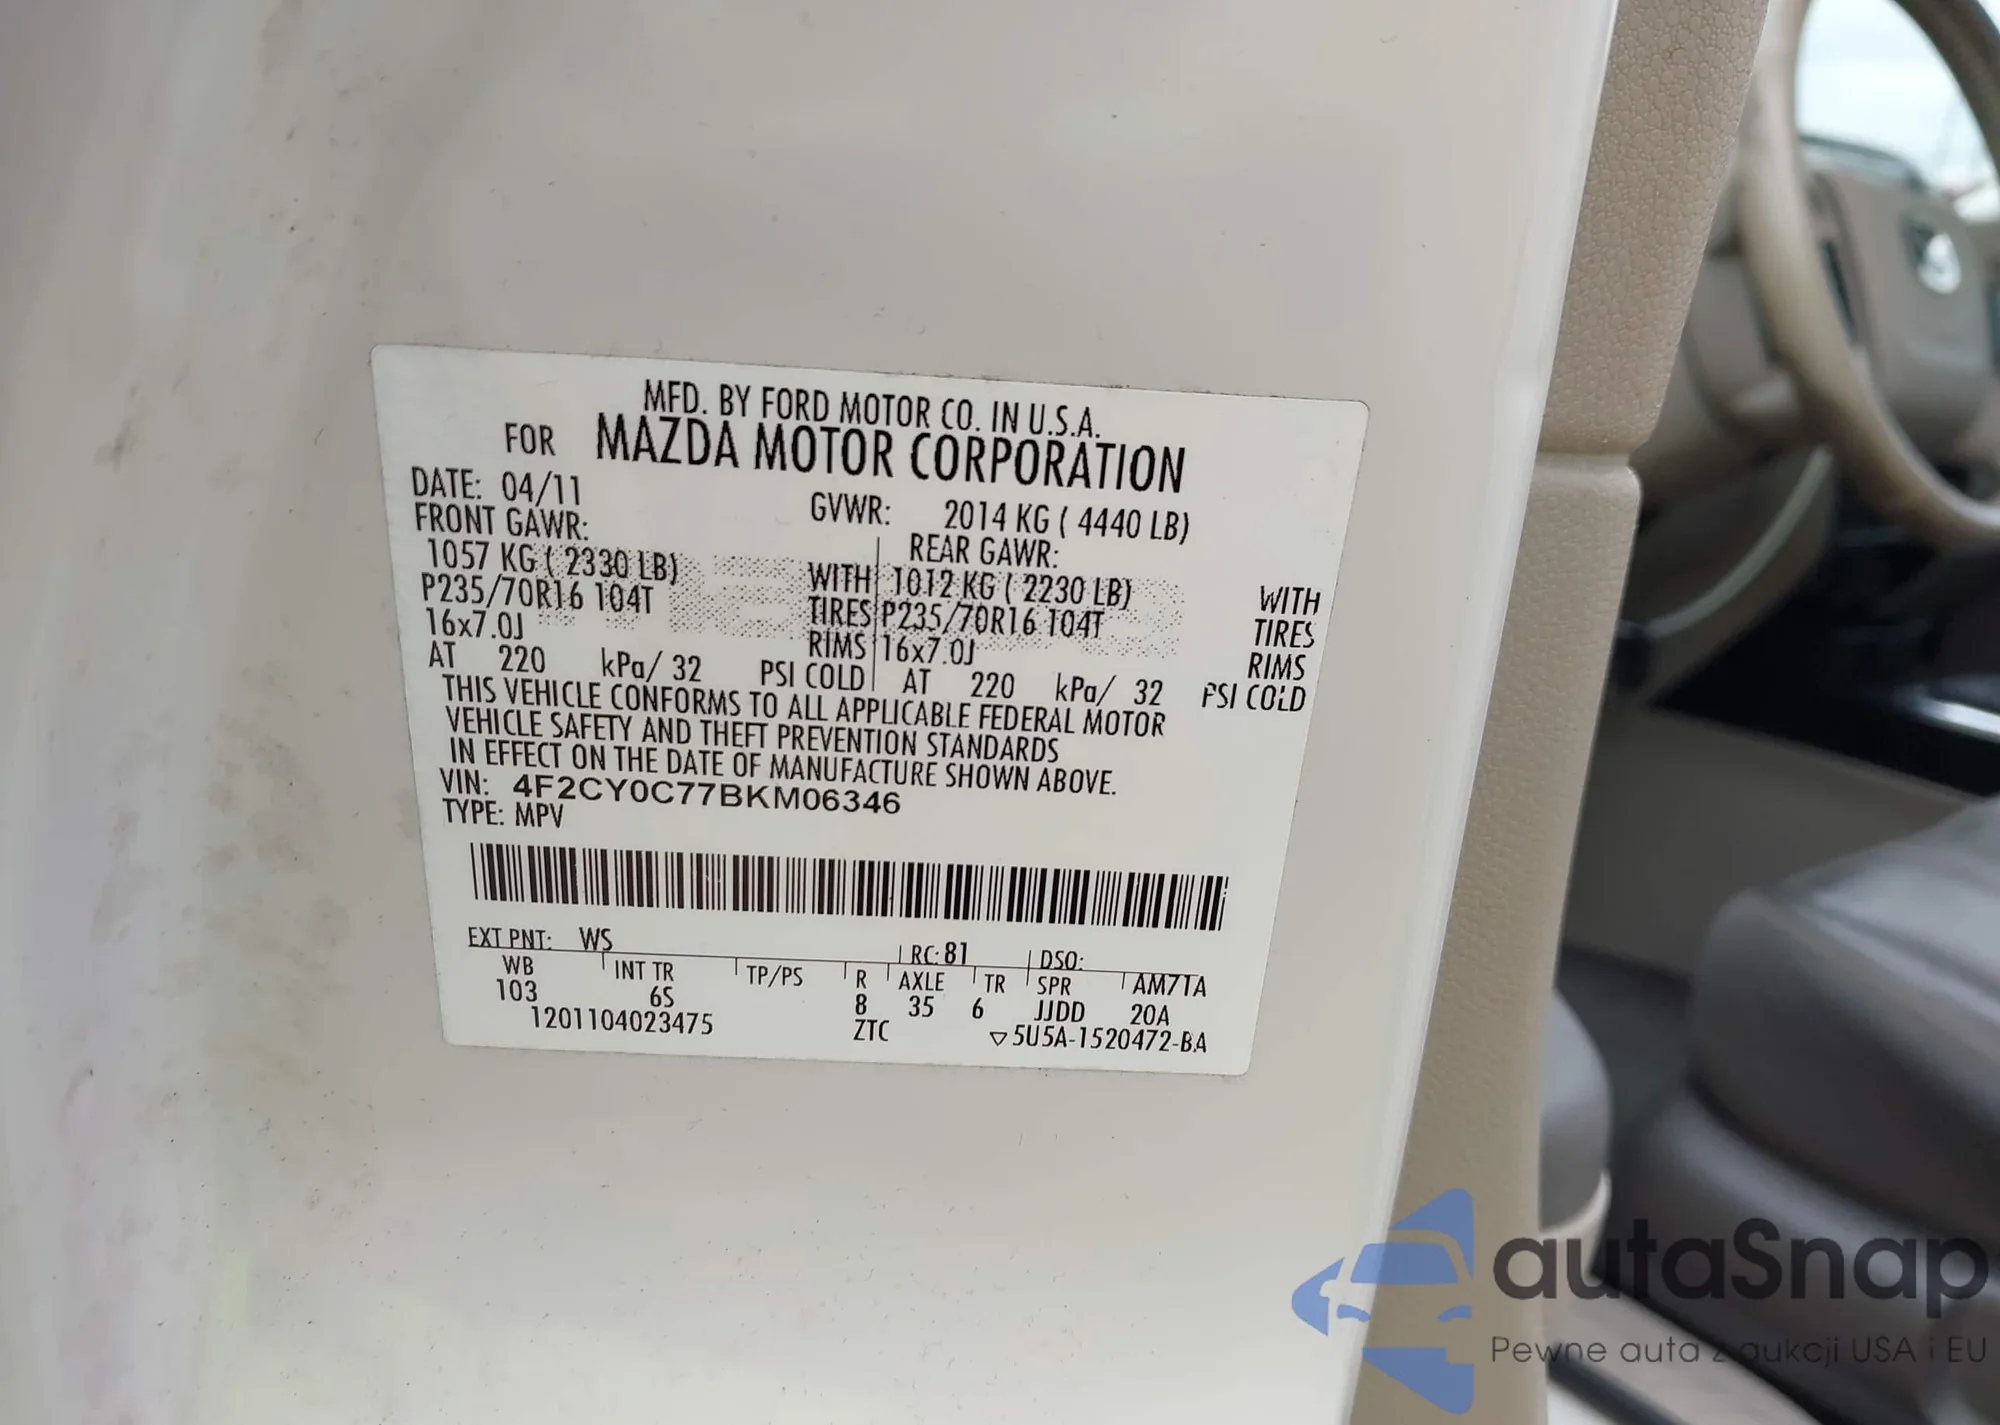 MFD. BY FORD MOTOR CO. IN U.S.A.
FOR MAZDA MOTOR CORPORATION
DATE: 04/11 GVWR: 2014 KG ( 4440 LB)
FRONT GAWR: REAR GAWR:
1057 KG ( 2330 LB) WITH 1012 KG ( 2230 LB) WITH
P235/70R16 104T TIRES P235/70R16 104T TIRES
16x7.0J RIMS 16x7.0J RIMS
AT 220 kPa/ 32 PSI COLD AT 220 kPa/ 32 PSI COLD
THIS VEHICLE CONFORMS TO ALL APPLICABLE FEDERAL MOTOR
VEHICLE SAFETY AND THEFT PREVENTION STANDARDS
IN EFFECT ON THE DATE OF MANUFACTURE SHOWN ABOVE.
VIN: 4F2CY0C77BKM06346
TYPE: MPV
EXT PNT: WS RC: 81 DSO:
WB INT TR TP/PS R AXLE TR SPR AM71A
103 6S 8 35 6 JJDD 20A
1201104023475 ZTC ▽5U5A-1520472-BA
autaSnap
Pewne auta z aukcji USA i EU